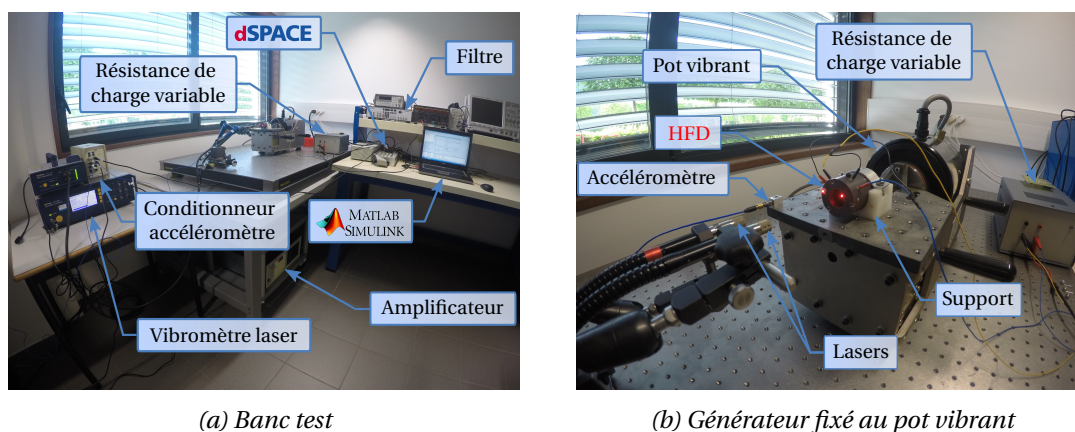 dSPACE
Filtre
Résistance de
charge variable
Conditionneur
accéléromètre
MATLAB
SIMULINK
Amplificateur
Vibromètre laser
(a) Banc test
Résistance de
charge variable
Pot vibrant
HFD
Accéléromètre
Support
Lasers
(b) Générateur fixé au pot vibrant